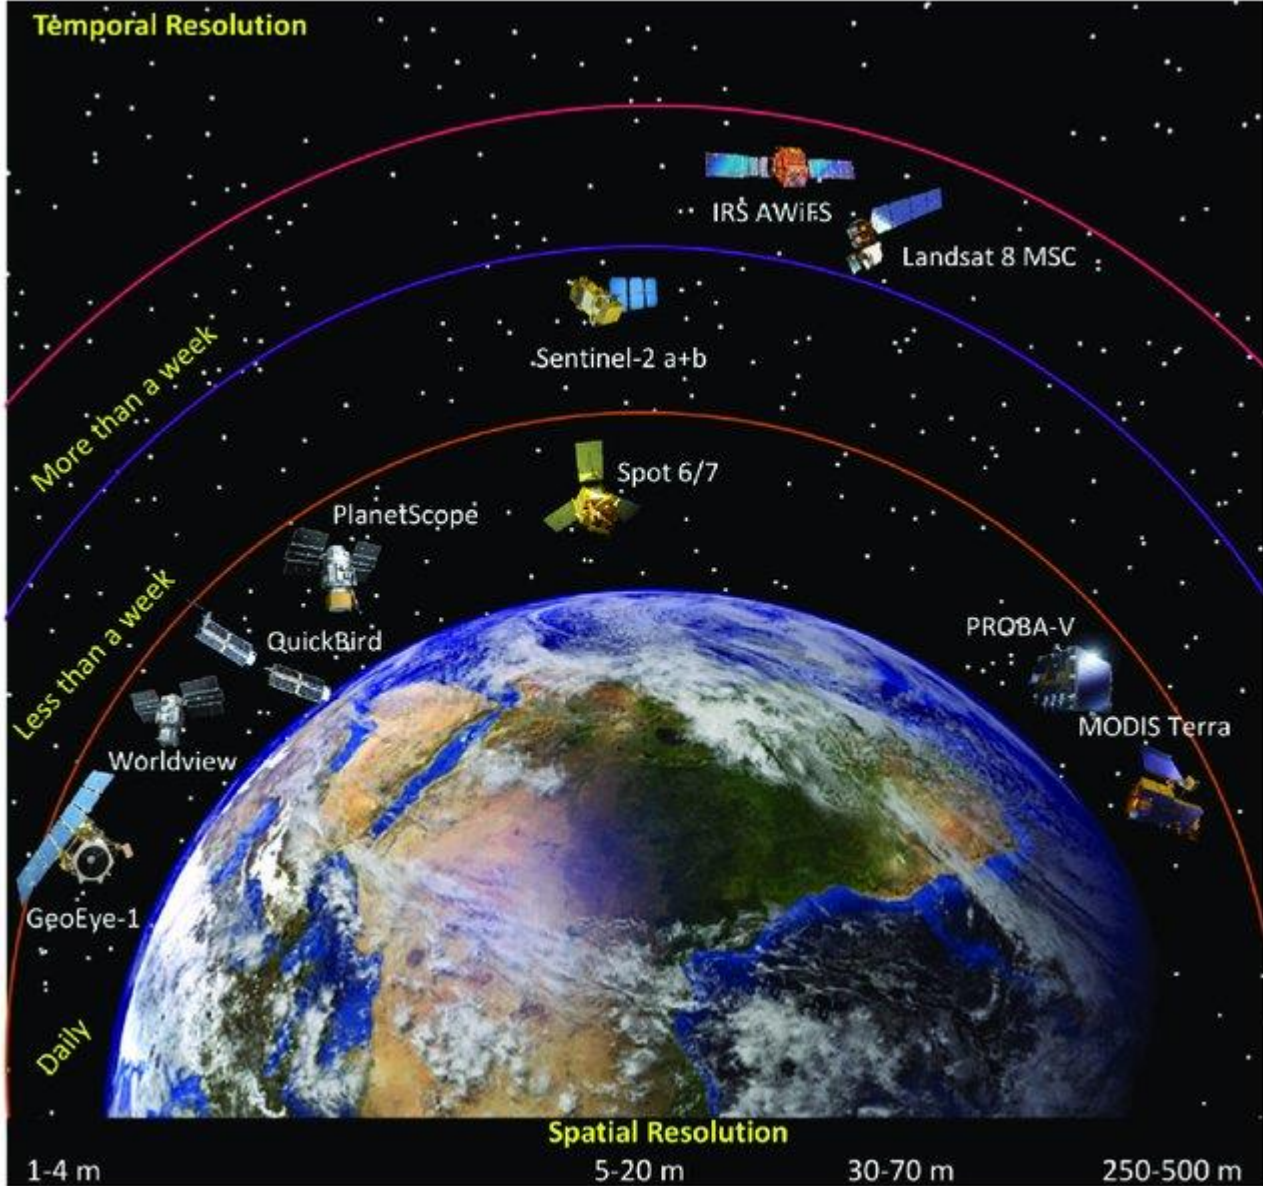 Temporal Resolution
IRS AWiFS
Landsat 8 MSC
Sentinel-2 a+b
More than a week
Spot 6/7
PlanetScope
Less than a week
QuickBird
PROBA-V
MODIS Terra
Worldview
GeoEye-1
Daily
Spatial Resolution
1-4 m 5-20 m 30-70 m 250-500 m